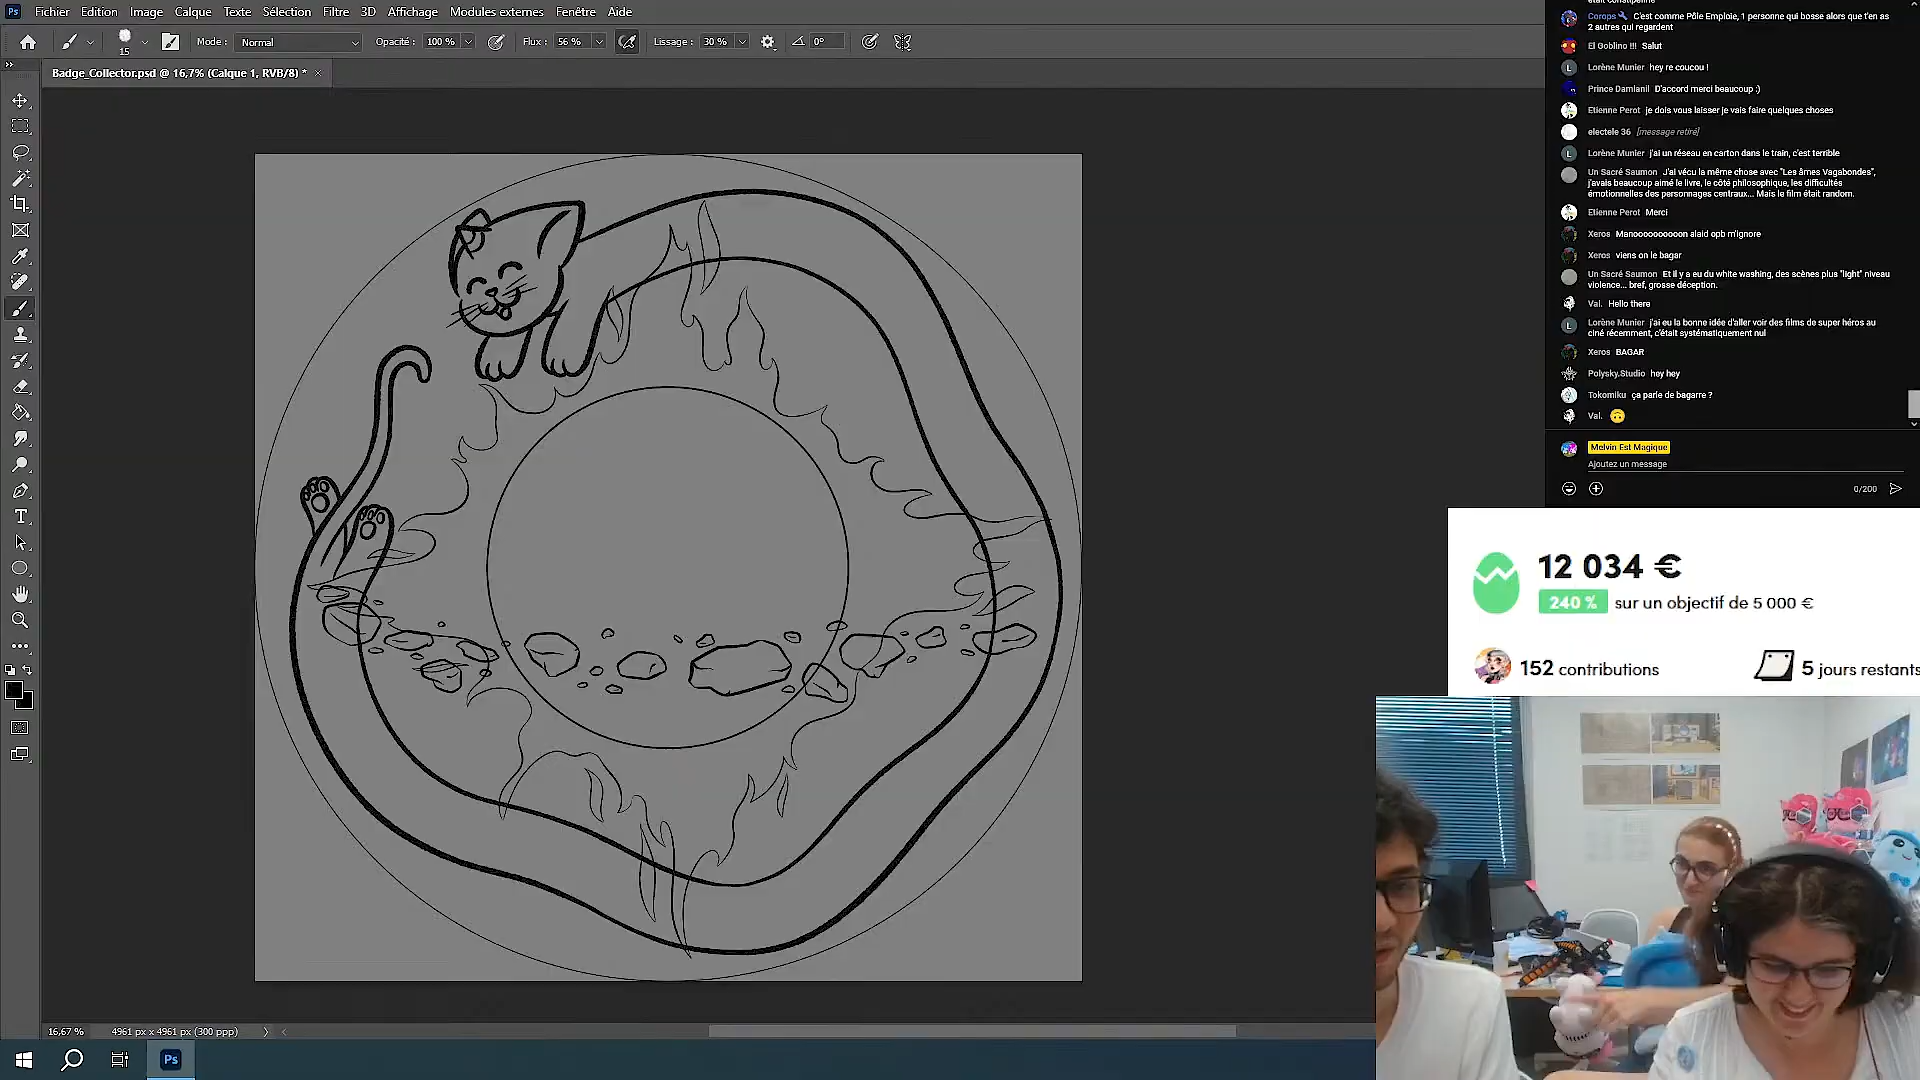 Ps Fichier Edition Image Calque Texte Sélection Filtre 3D Affichage Modules externes Fenêtre Aide
15 Mode : Normal Opacité : 100 % Flux : 56 % Lissage : 30 % 0°
Badge_Collector.psd @ 16,7% (Calque 1, RVB/8) * ×
16,67 % 4961 px x 4961 px (300 ppp)
Ps
Corops C'est comme Pôle Emploie, 1 personne qui bosse alors que t'en as
2 autres qui regardent
El Goblino !!! Salut
Lorène Munier hey re coucou !
Prince Damianil D'accord merci beaucoup :)
Etienne Perot je dois vous laisser je vais faire quelques choses
electele 36 [message retiré]
Lorène Munier j'ai un réseau en carton dans le train, c'est terrible
Un Sacré Saumon J'ai vécu la même chose avec "Les âmes Vagabondes",
j'avais beaucoup aimé le livre, le côté philosophique, les difficultés
émotionnelles des personnages centraux... Mais le film était random.
Etienne Perot Merci
Xeros Manooooooooon alaid opb m'ignore
Xeros viens on le bagar
Un Sacré Saumon Et il y a eu du white washing, des scènes plus "light" niveau
violence... bref, grosse déception.
Val. Hello there
Lorène Munier j'ai eu la bonne idée d'aller voir des films de super héros au
ciné récemment, c'était systématiquement nul
Xeros BAGAR
Polysky.Studio hey hey
Tokomiku ça parle de bagarre ?
Val. 🙃
Melvin Est Magique
Ajoutez un message
0/200
12 034 €
240 % sur un objectif de 5 000 €
152 contributions 5 jours restants